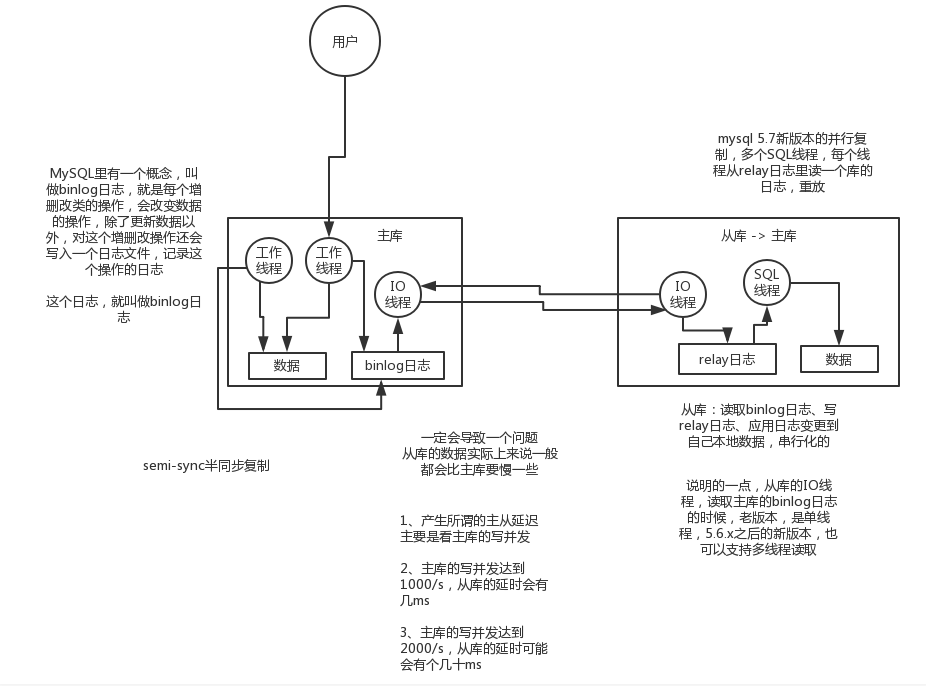 用户
MySQL里有一个概念，叫
做binlog日志，就是每个增
删改类的操作，会改变数据
的操作，除了更新数据以
外，对这个增删改操作还会
写入一个日志文件，记录这
个操作的日志
这个日志，就叫做binlog日
志
主库
工作
线程
工作
线程
IO
线程
数据
binlog日志
mysql 5.7新版本的并行复
制，多个SQL线程，每个线
程从relay日志里读一个库的
日志，重放
从库 -> 主库
IO
线程
SQL
线程
relay日志
数据
semi-sync半同步复制
一定会导致一个问题
从库的数据实际上来说一般
都会比主库要慢一些
1、产生所谓的主从延迟
主要是看主库的写并发
2、主库的写并发达到
1000/s，从库的延时会有
几ms
3、主库的写并发达到
2000/s，从库的延时可能
会有个几十ms
从库：读取binlog日志、写
relay日志、应用日志变更到
自己本地数据，串行化的
说明的一点，从库的IO线
程，读取主库的binlog日志
的时候，老版本，是单线
程，5.6.x之后的新版本，也
可以支持多线程读取